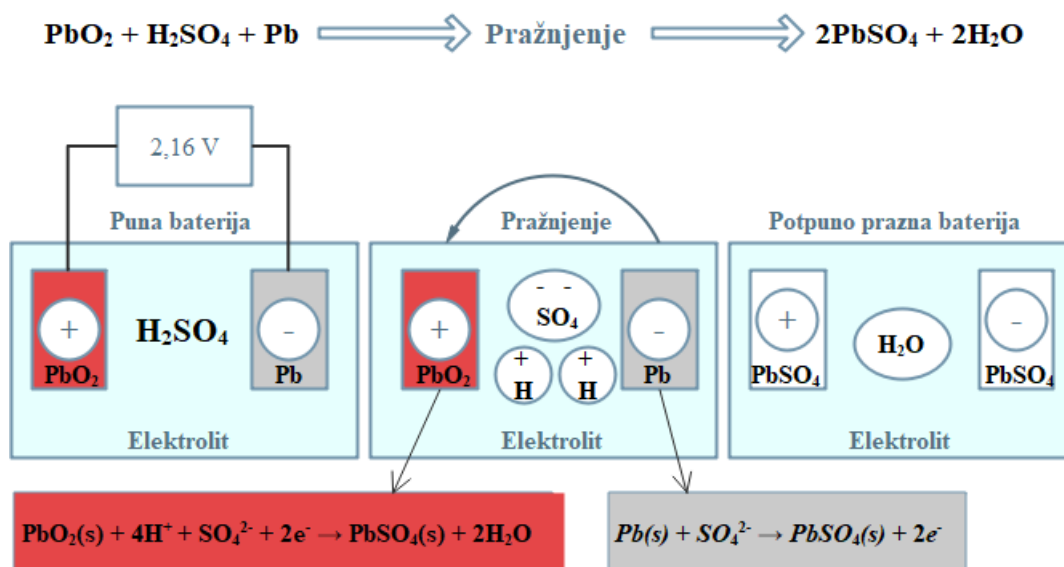 PbO₂ + H₂SO₄ + Pb Pražnjenje 2PbSO₄ + 2H₂O
2,16 V
Puna baterija Pražnjenje Potpuno prazna baterija
+ H₂SO₄ - + - - SO₄ - + H₂O -
PbO₂ Pb PbO₂ + H + H Pb PbSO₄ PbSO₄
Elektrolit Elektrolit Elektrolit
PbO₂(s) + 4H⁺ + SO₄²⁻ + 2e⁻ → PbSO₄(s) + 2H₂O
Pb(s) + SO₄²⁻ → PbSO₄(s) + 2e⁻